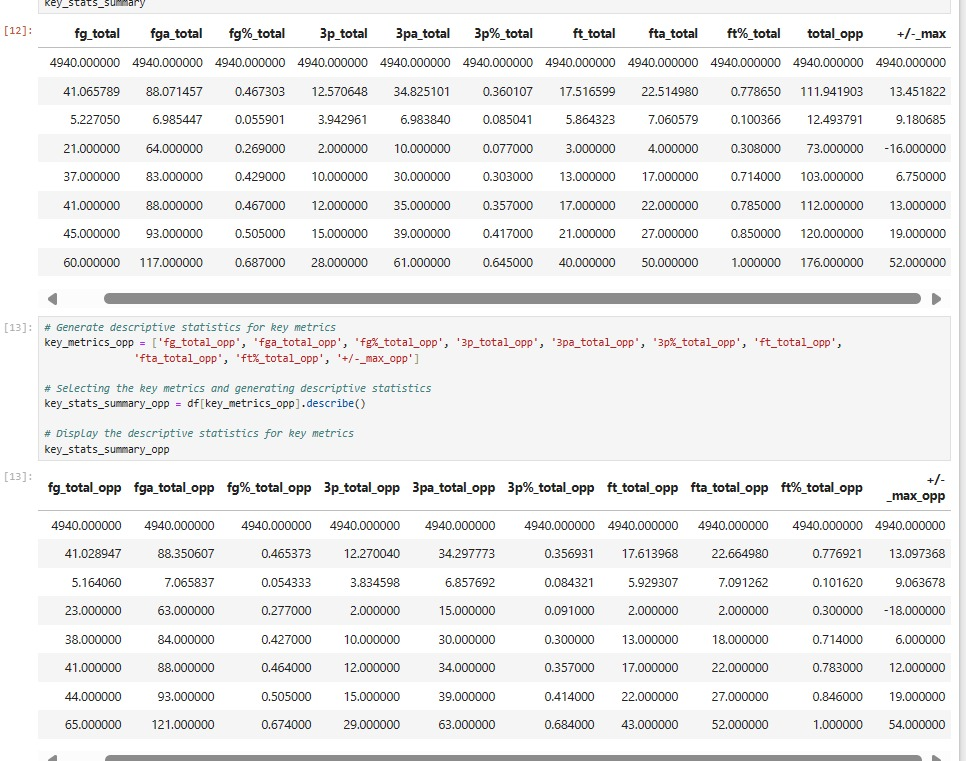 key_stats_summary
[12]:
fg_total fga_total fg%_total 3p_total 3pa_total 3p%_total ft_total fta_total ft%_total total_opp +/-_max
4940.000000 4940.000000 4940.000000 4940.000000 4940.000000 4940.000000 4940.000000 4940.000000 4940.000000 4940.000000 4940.000000
41.065789 88.071457 0.467303 12.570648 34.825101 0.360107 17.516599 22.514980 0.778650 111.941903 13.451822
5.227050 6.985447 0.055901 3.942961 6.983840 0.085041 5.864323 7.060579 0.100366 12.493791 9.180685
21.000000 64.000000 0.269000 2.000000 10.000000 0.077000 3.000000 4.000000 0.308000 73.000000 -16.000000
37.000000 83.000000 0.429000 10.000000 30.000000 0.303000 13.000000 17.000000 0.714000 103.000000 6.750000
41.000000 88.000000 0.467000 12.000000 35.000000 0.357000 17.000000 22.000000 0.785000 112.000000 13.000000
45.000000 93.000000 0.505000 15.000000 39.000000 0.417000 21.000000 27.000000 0.850000 120.000000 19.000000
60.000000 117.000000 0.687000 28.000000 61.000000 0.645000 40.000000 50.000000 1.000000 176.000000 52.000000
[13]:
# Generate descriptive statistics for key metrics
key_metrics_opp = ['fg_total_opp', 'fga_total_opp', 'fg%_total_opp', '3p_total_opp', '3pa_total_opp', '3p%_total_opp', 'ft_total_opp',
'fta_total_opp', 'ft%_total_opp', '+/-_max_opp']
# Selecting the key metrics and generating descriptive statistics
key_stats_summary_opp = df[key_metrics_opp].describe()
# Display the descriptive statistics for key metrics
key_stats_summary_opp
[13]:
fg_total_opp fga_total_opp fg%_total_opp 3p_total_opp 3pa_total_opp 3p%_total_opp ft_total_opp fta_total_opp ft%_total_opp +/-
_max_opp
4940.000000 4940.000000 4940.000000 4940.000000 4940.000000 4940.000000 4940.000000 4940.000000 4940.000000 4940.000000
41.028947 88.350607 0.465373 12.270040 34.297773 0.356931 17.613968 22.664980 0.776921 13.097368
5.164060 7.065837 0.054333 3.834598 6.857692 0.084321 5.929307 7.091262 0.101620 9.063678
23.000000 63.000000 0.277000 2.000000 15.000000 0.091000 2.000000 2.000000 0.300000 -18.000000
38.000000 84.000000 0.427000 10.000000 30.000000 0.300000 13.000000 18.000000 0.714000 6.000000
41.000000 88.000000 0.464000 12.000000 34.000000 0.357000 17.000000 22.000000 0.783000 12.000000
44.000000 93.000000 0.505000 15.000000 39.000000 0.414000 22.000000 27.000000 0.846000 19.000000
65.000000 121.000000 0.674000 29.000000 63.000000 0.684000 43.000000 52.000000 1.000000 54.000000